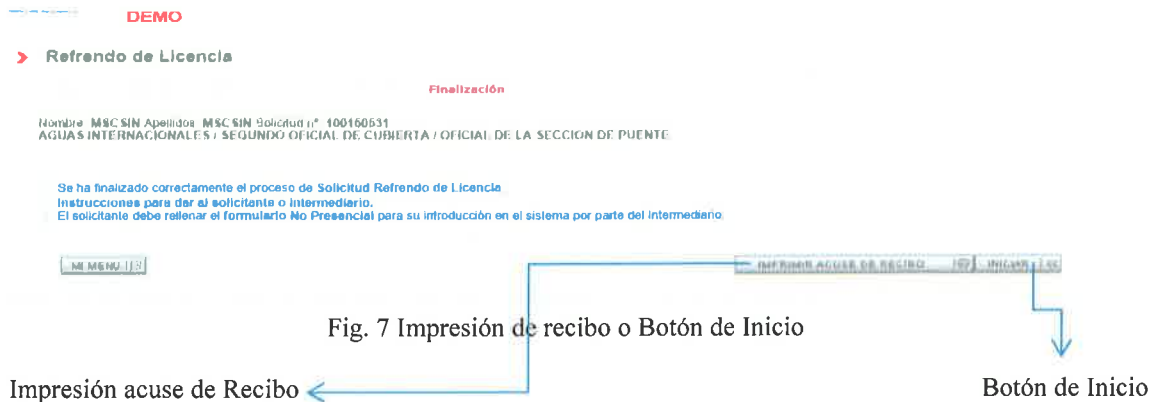 DEMO
Refrendo de Licencia
Finalización
Nombre MSCSIN Apellidos MSCSIN Solicitud nº 100160531
AGUAS INTERNACIONALES / SEGUNDO OFICIAL DE CUBIERTA / OFICIAL DE LA SECCION DE PUENTE
Se ha finalizado correctamente el proceso de Solicitud Refrendo de Licencia
Instrucciones para dar al solicitante o intermediario.
El solicitante debe rellenar el formulario No Presencial para su introducción en el sistema por parte del Intermediario.
MI MENU IMPRIMIR ACUSE DE RECIBO INICIAR
Fig. 7 Impresión de recibo o Botón de Inicio
Impresión acuse de Recibo Botón de Inicio